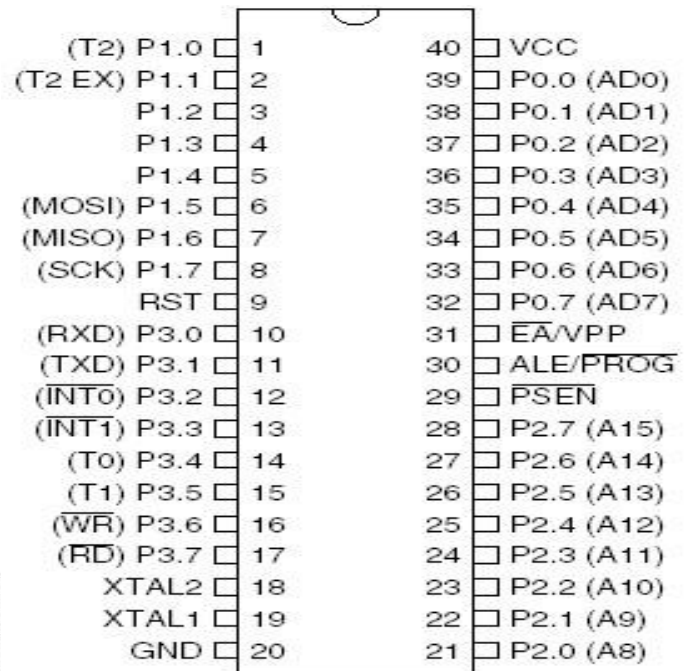 (T2) P1.0 1 40 VCC
(T2 EX) P1.1 2 39 P0.0 (AD0)
P1.2 3 38 P0.1 (AD1)
P1.3 4 37 P0.2 (AD2)
P1.4 5 36 P0.3 (AD3)
(MOSI) P1.5 6 35 P0.4 (AD4)
(MISO) P1.6 7 34 P0.5 (AD5)
(SCK) P1.7 8 33 P0.6 (AD6)
RST 9 32 P0.7 (AD7)
(RXD) P3.0 10 31 E̅A̅/VPP
(TXD) P3.1 11 30 ALE/P̅R̅O̅G̅
(I̅N̅T̅0̅) P3.2 12 29 P̅S̅E̅N̅
(I̅N̅T̅1̅) P3.3 13 28 P2.7 (A15)
(T0) P3.4 14 27 P2.6 (A14)
(T1) P3.5 15 26 P2.5 (A13)
(W̅R̅) P3.6 16 25 P2.4 (A12)
(R̅D̅) P3.7 17 24 P2.3 (A11)
XTAL2 18 23 P2.2 (A10)
XTAL1 19 22 P2.1 (A9)
GND 20 21 P2.0 (A8)